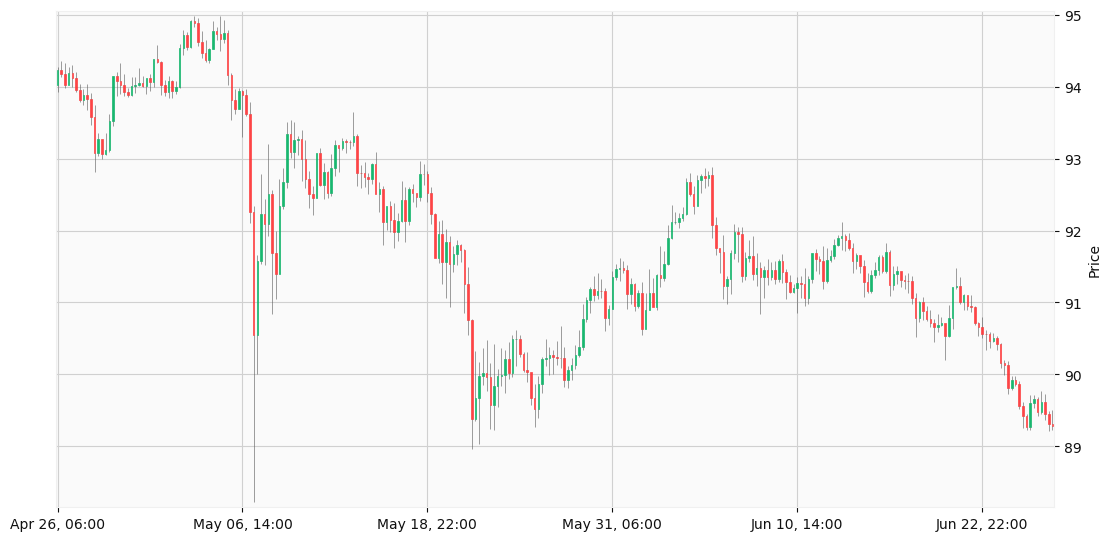 95
94
93
92
91
90
89
Price
Apr 26, 06:00
May 06, 14:00
May 18, 22:00
May 31, 06:00
Jun 10, 14:00
Jun 22, 22:00